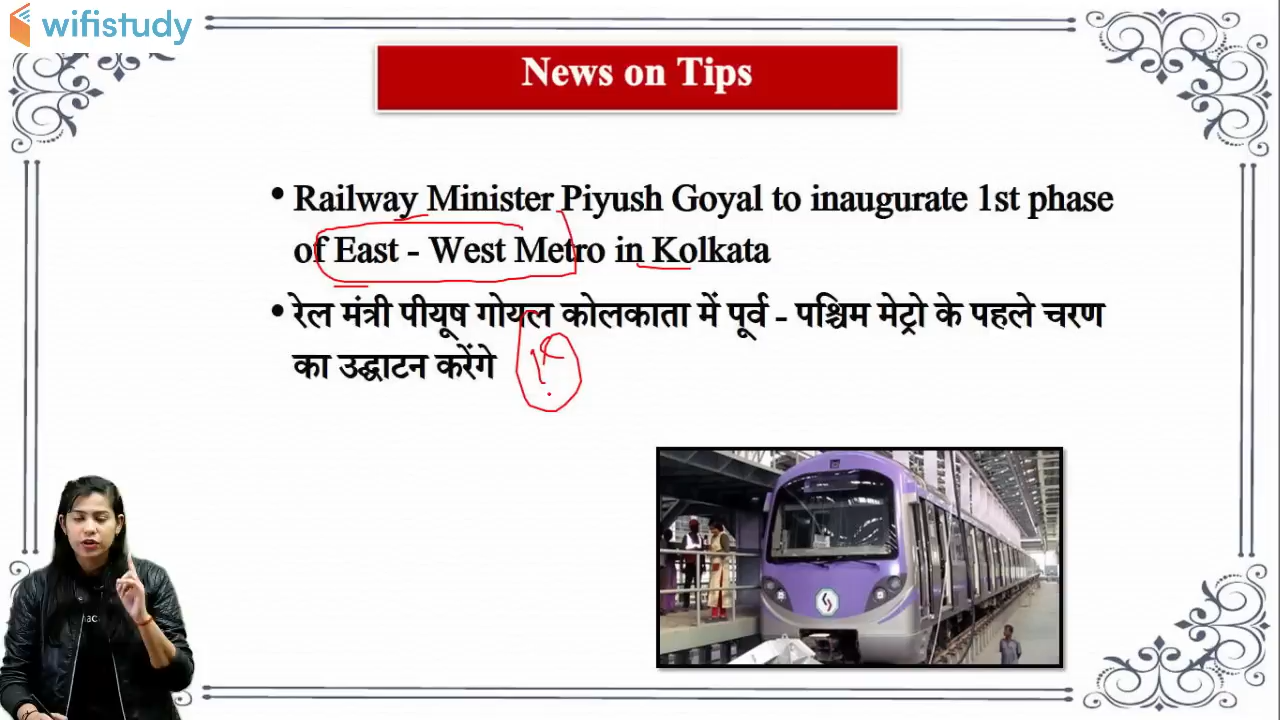 wifistudy
News on Tips
• Railway Minister Piyush Goyal to inaugurate 1st phase
of East - West Metro in Kolkata
• रेल मंत्री पीयूष गोयल कोलकाता में पूर्व - पश्चिम मेट्रो के पहले चरण
का उद्घाटन करेंगे